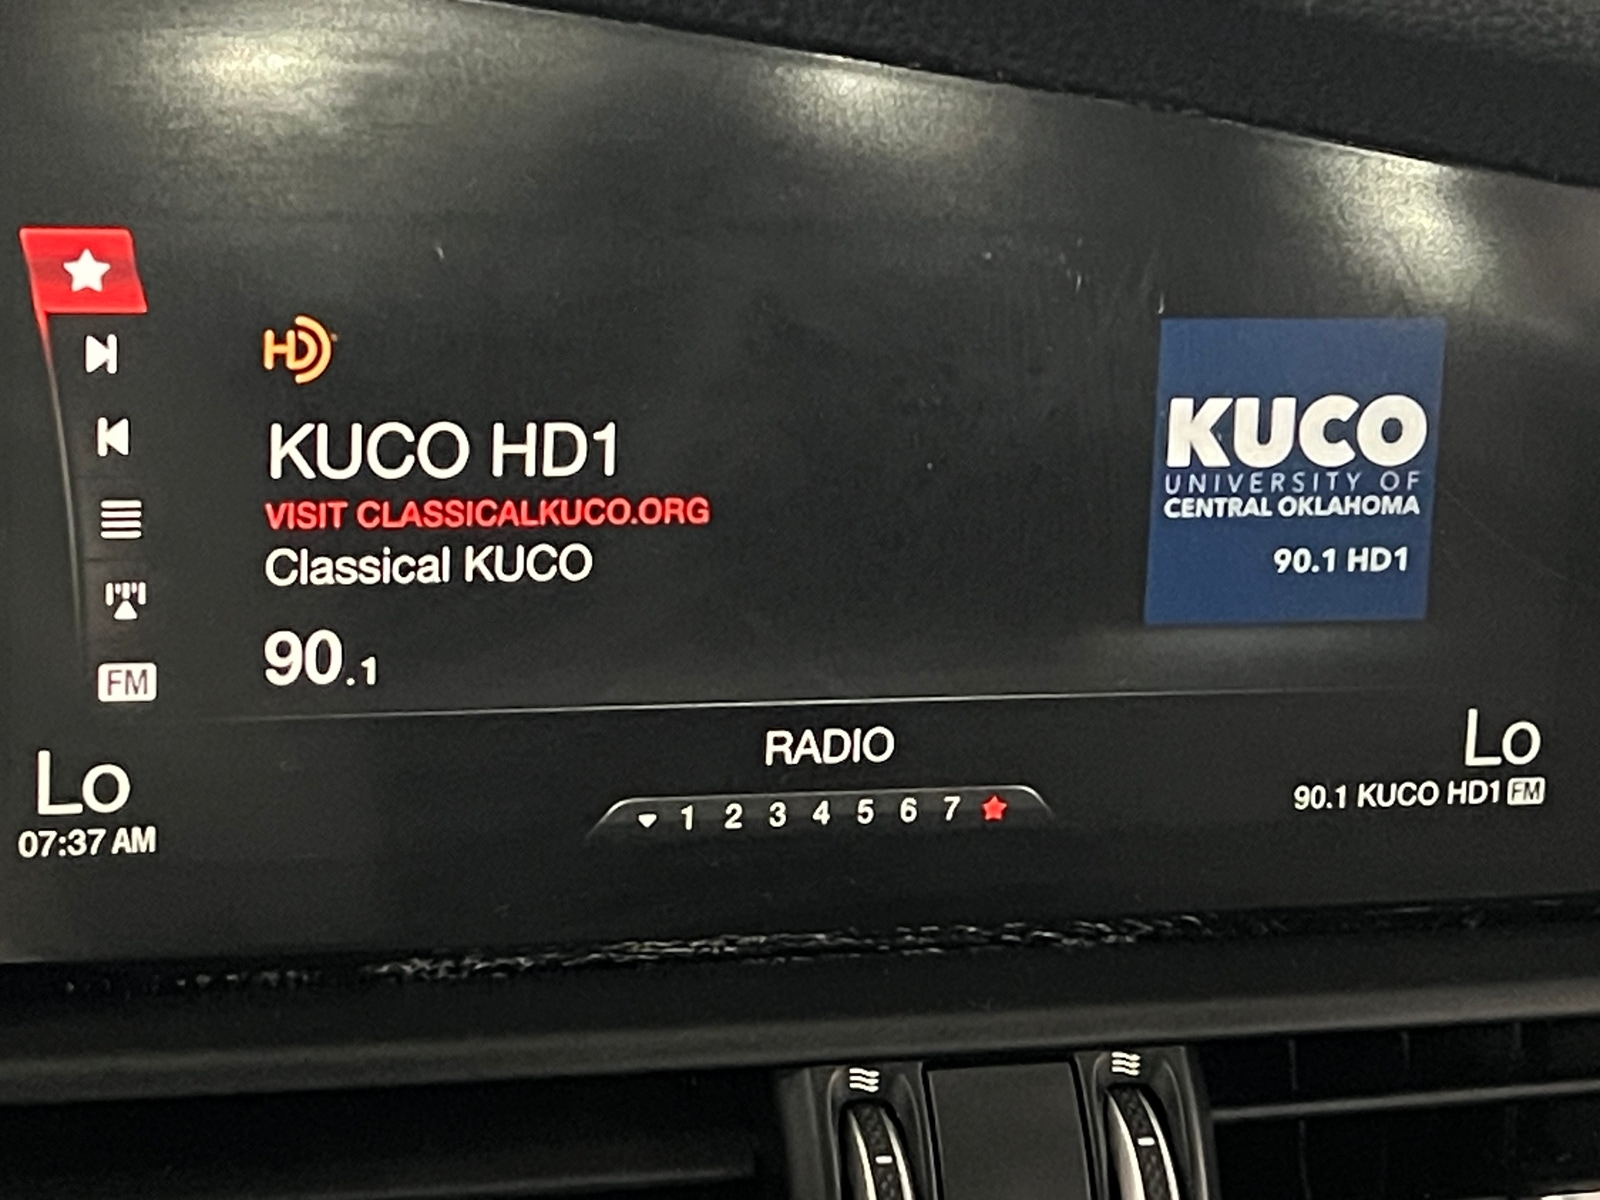 HD
KUCO HD1
VISIT CLASSICALKUCO.ORG
Classical KUCO
90.1
FM
KUCO
UNIVERSITY OF
CENTRAL OKLAHOMA
90.1 HD1
Lo
07:37 AM
RADIO
1 2 3 4 5 6 7
Lo
90.1 KUCO HD1 FM